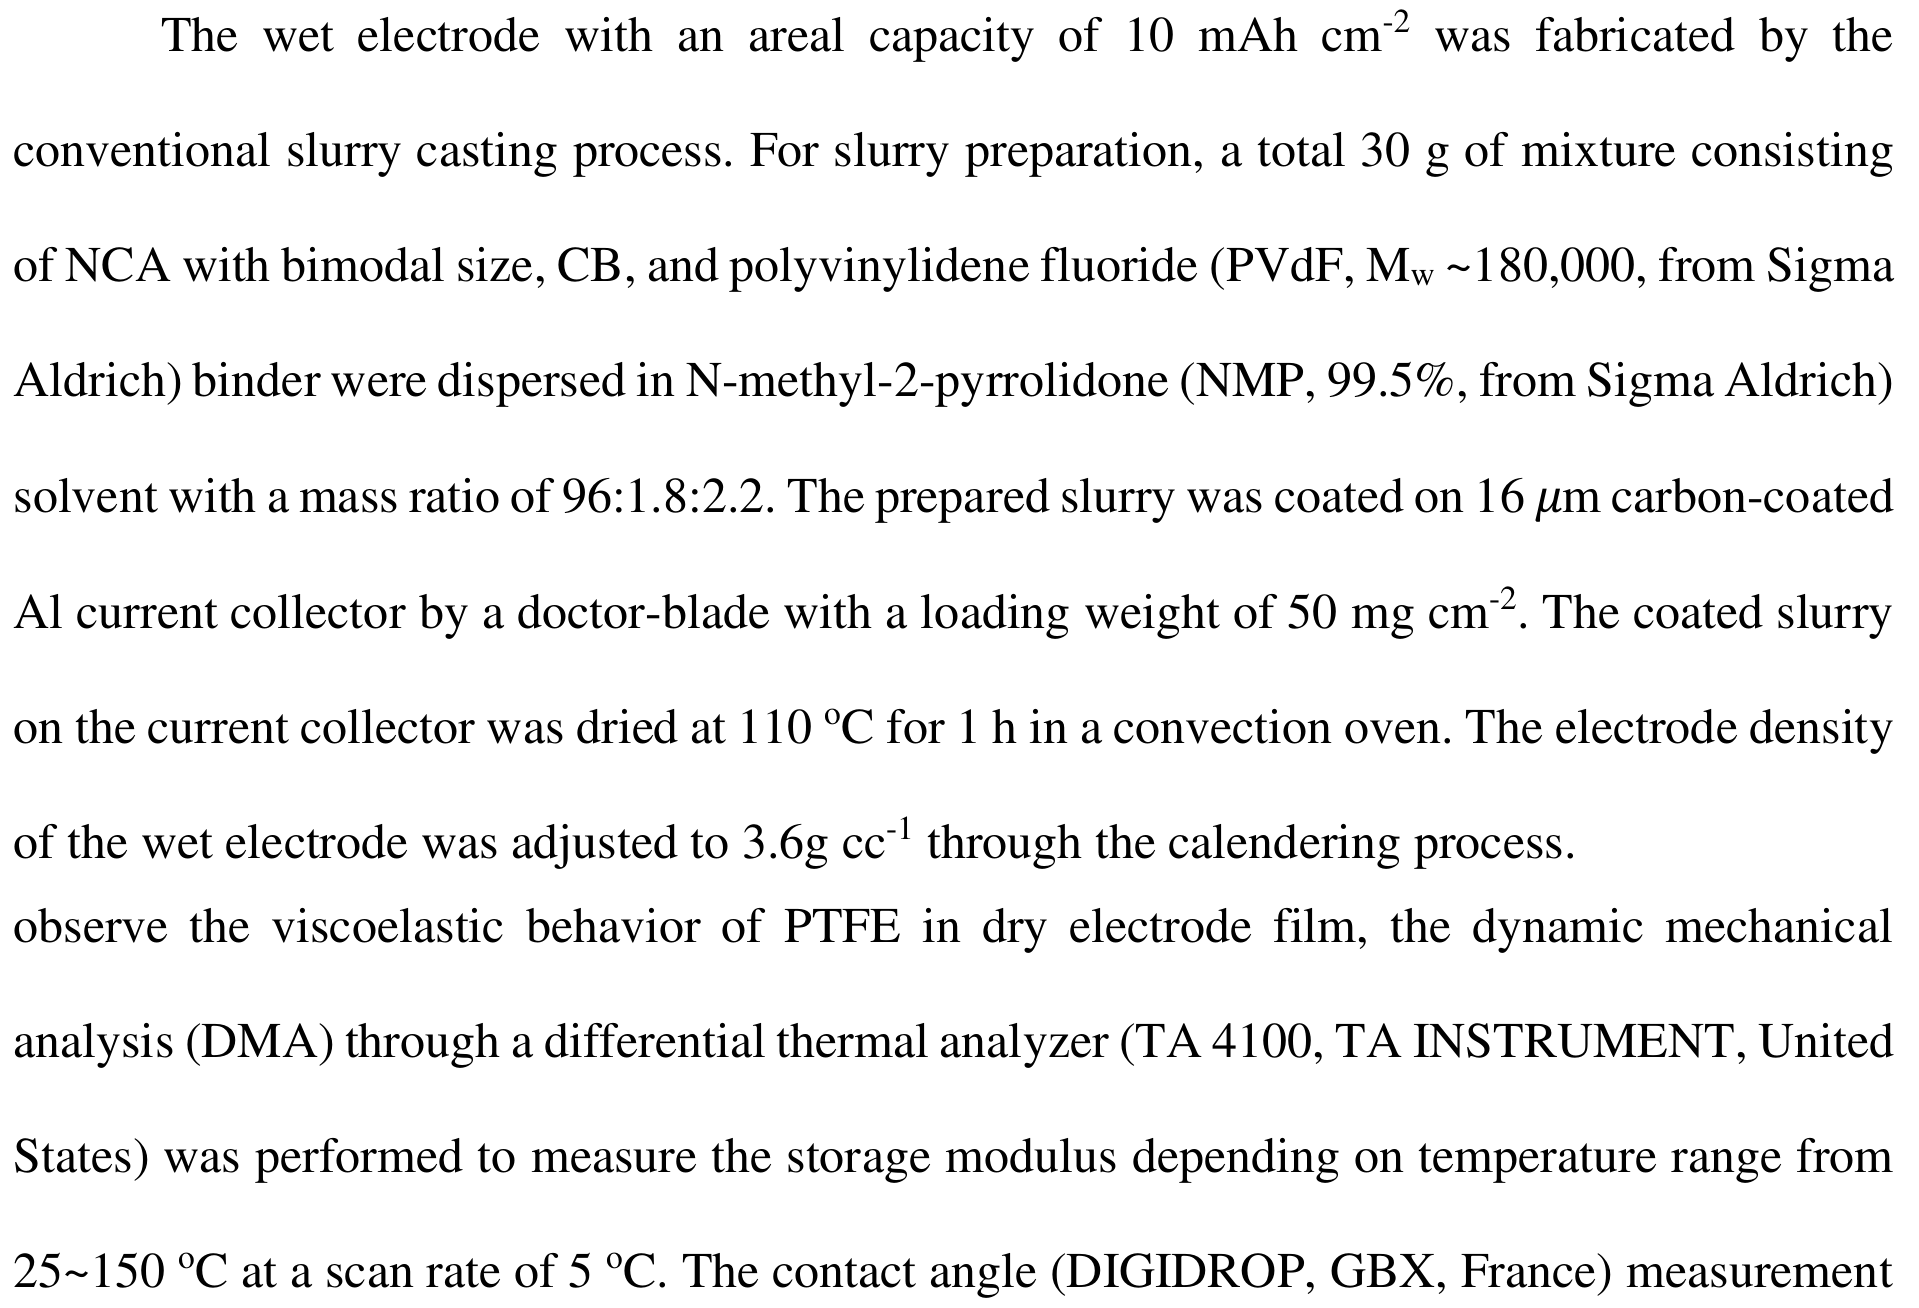 The wet electrode with an areal capacity of 10 mAh cm-2 was fabricated by the
conventional slurry casting process. For slurry preparation, a total 30 g of mixture consisting
of NCA with bimodal size, CB, and polyvinylidene fluoride (PVdF, Mw ~180,000, from Sigma
Aldrich) binder were dispersed in N-methyl-2-pyrrolidone (NMP, 99.5%, from Sigma Aldrich)
solvent with a mass ratio of 96:1.8:2.2. The prepared slurry was coated on 16 μm carbon-coated
Al current collector by a doctor-blade with a loading weight of 50 mg cm-2. The coated slurry
on the current collector was dried at 110 ºC for 1 h in a convection oven. The electrode density
of the wet electrode was adjusted to 3.6g cc-1 through the calendering process.
observe the viscoelastic behavior of PTFE in dry electrode film, the dynamic mechanical
analysis (DMA) through a differential thermal analyzer (TA 4100, TA INSTRUMENT, United
States) was performed to measure the storage modulus depending on temperature range from
25~150 ºC at a scan rate of 5 ºC. The contact angle (DIGIDROP, GBX, France) measurement